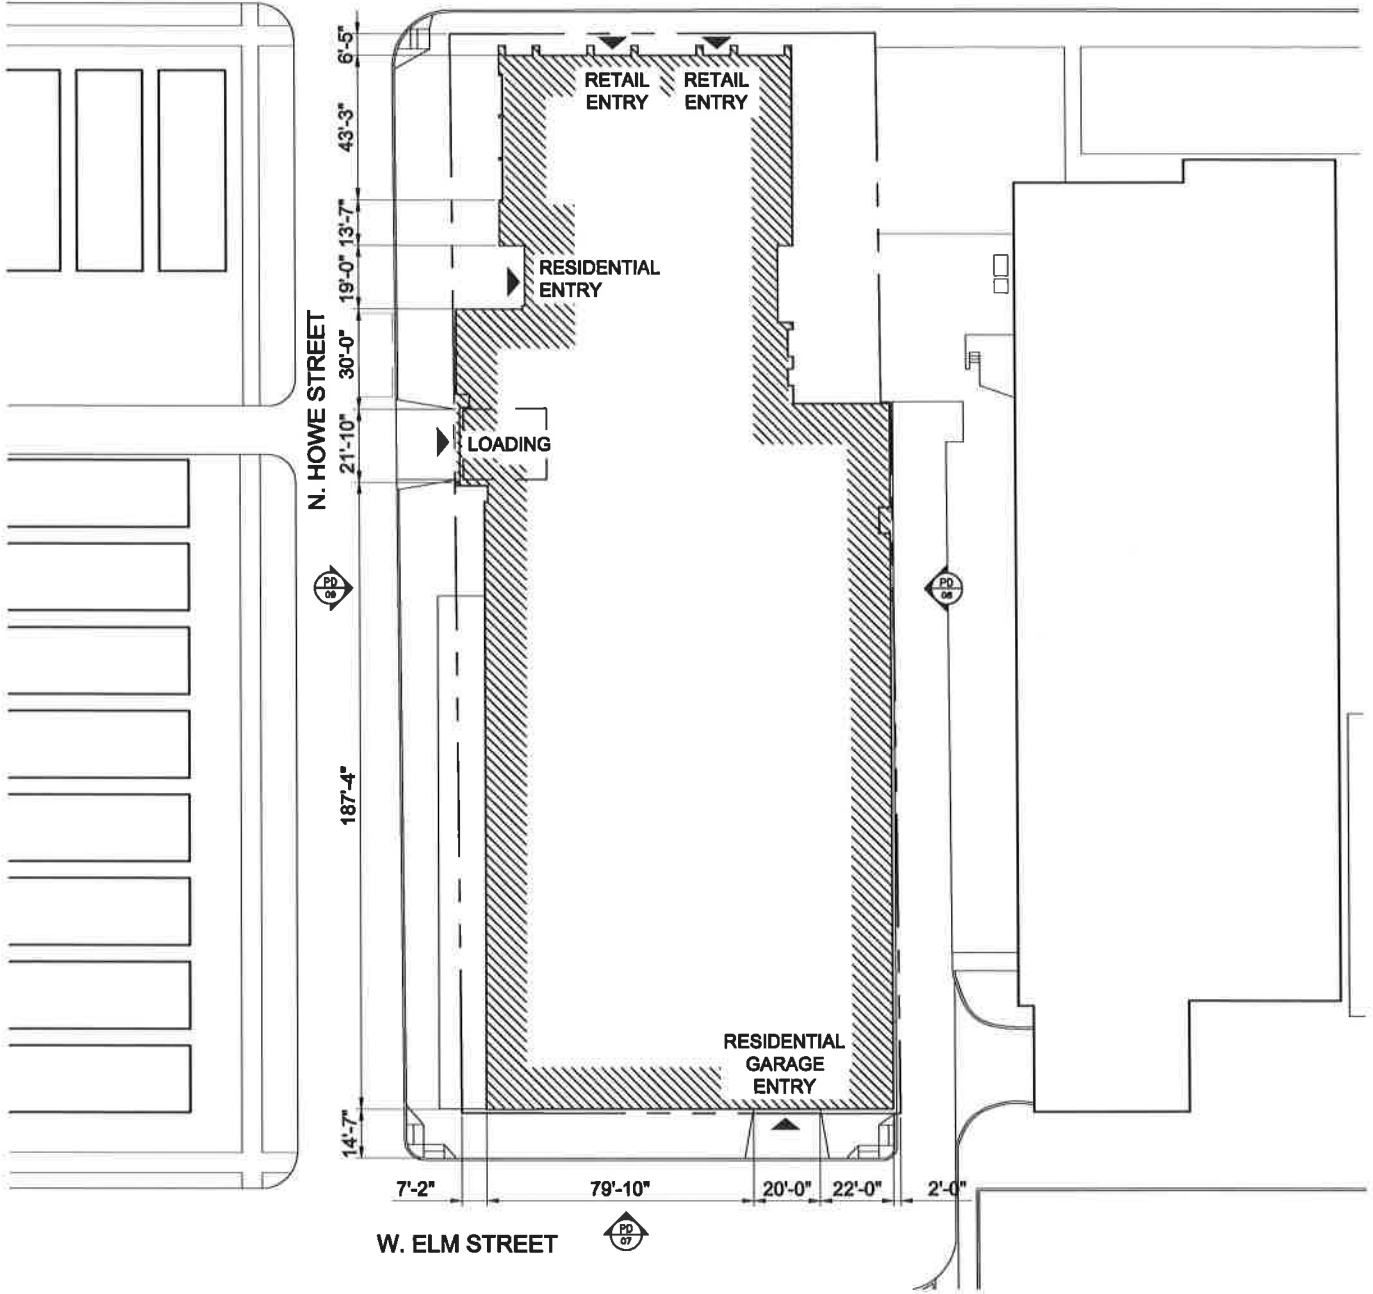 6'-5"
RETAIL
ENTRY
RETAIL
ENTRY
43'-3"
13'-7"
19'-0"
RESIDENTIAL
ENTRY
N. HOWE STREET
30'-0"
21'-10"
LOADING
PD
09
PD
08
187'-4"
RESIDENTIAL
GARAGE
ENTRY
14'-7"
7'-2"
79'-10"
20'-0"
22'-0"
2'-0"
W. ELM STREET
PD
07